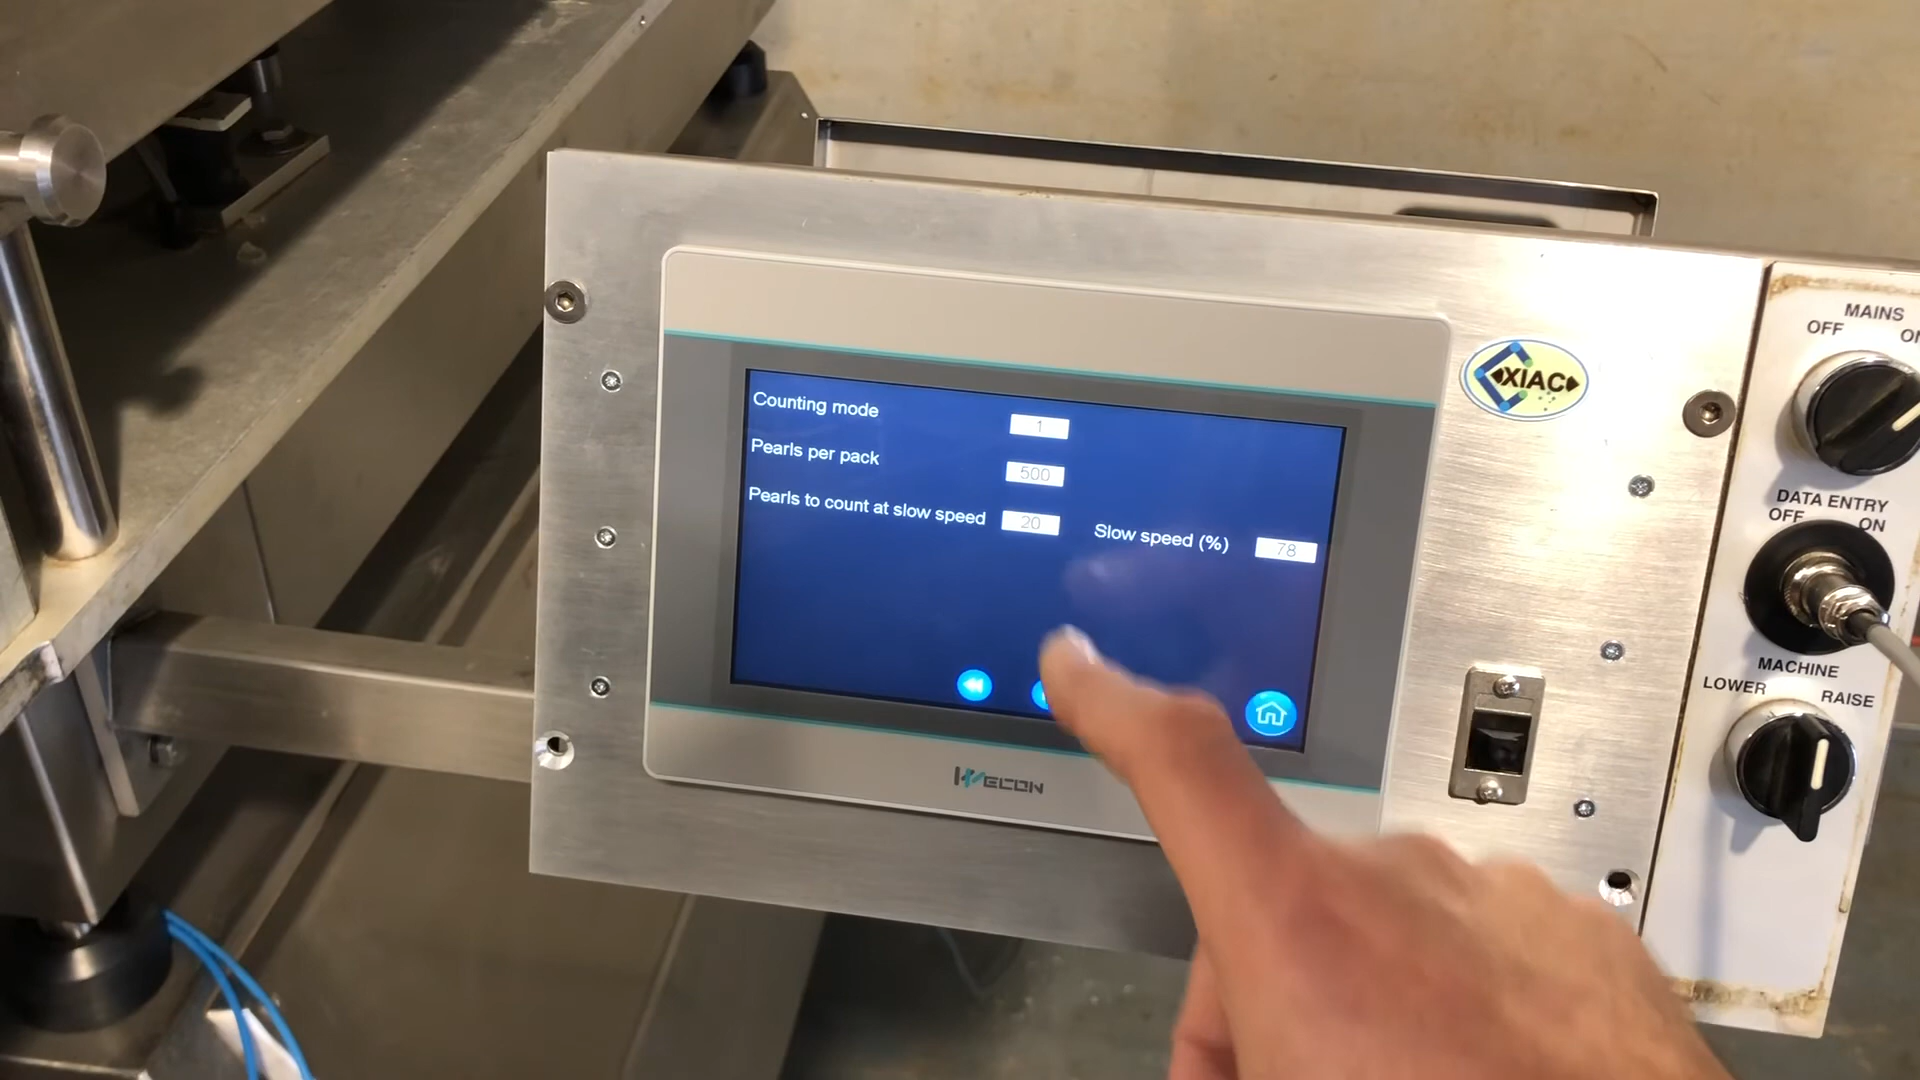 Counting mode 1
Pearls per pack 500
Pearls to count at slow speed 20 Slow speed (%) 78
WECON
XIAC
MAINS
OFF ON
DATA ENTRY
OFF ON
MACHINE
LOWER RAISE